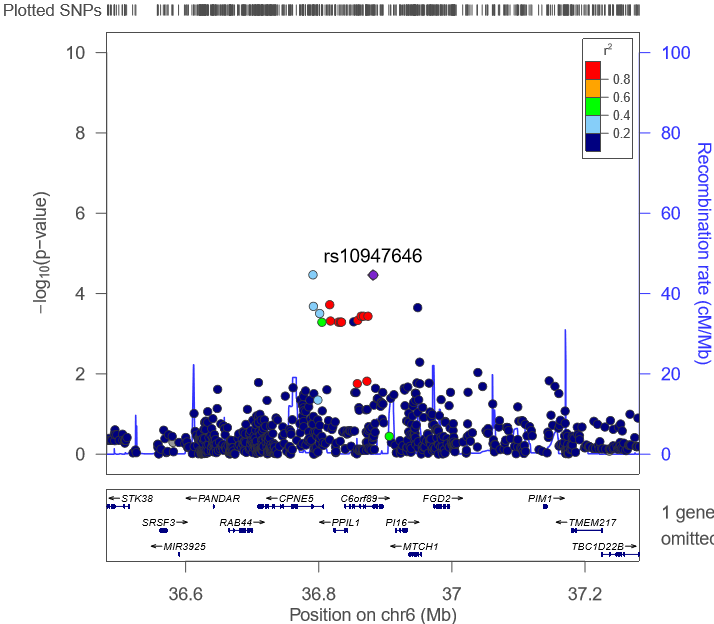 Plotted SNPs
10
8
6
4
2
0
100
80
60
40
20
0
−log10(p−value)
Recombination rate (cM/Mb)
r2
0.8
0.6
0.4
0.2
rs10947646
STK38
PANDAR
CPNE5
C6orf89
FGD2
PIM1
SRSF3
RAB44
PPIL1
PI16
TMEM217
MIR3925
MTCH1
TBC1D22B
1 gene
omitted
36.6
36.8
37
37.2
Position on chr6 (Mb)